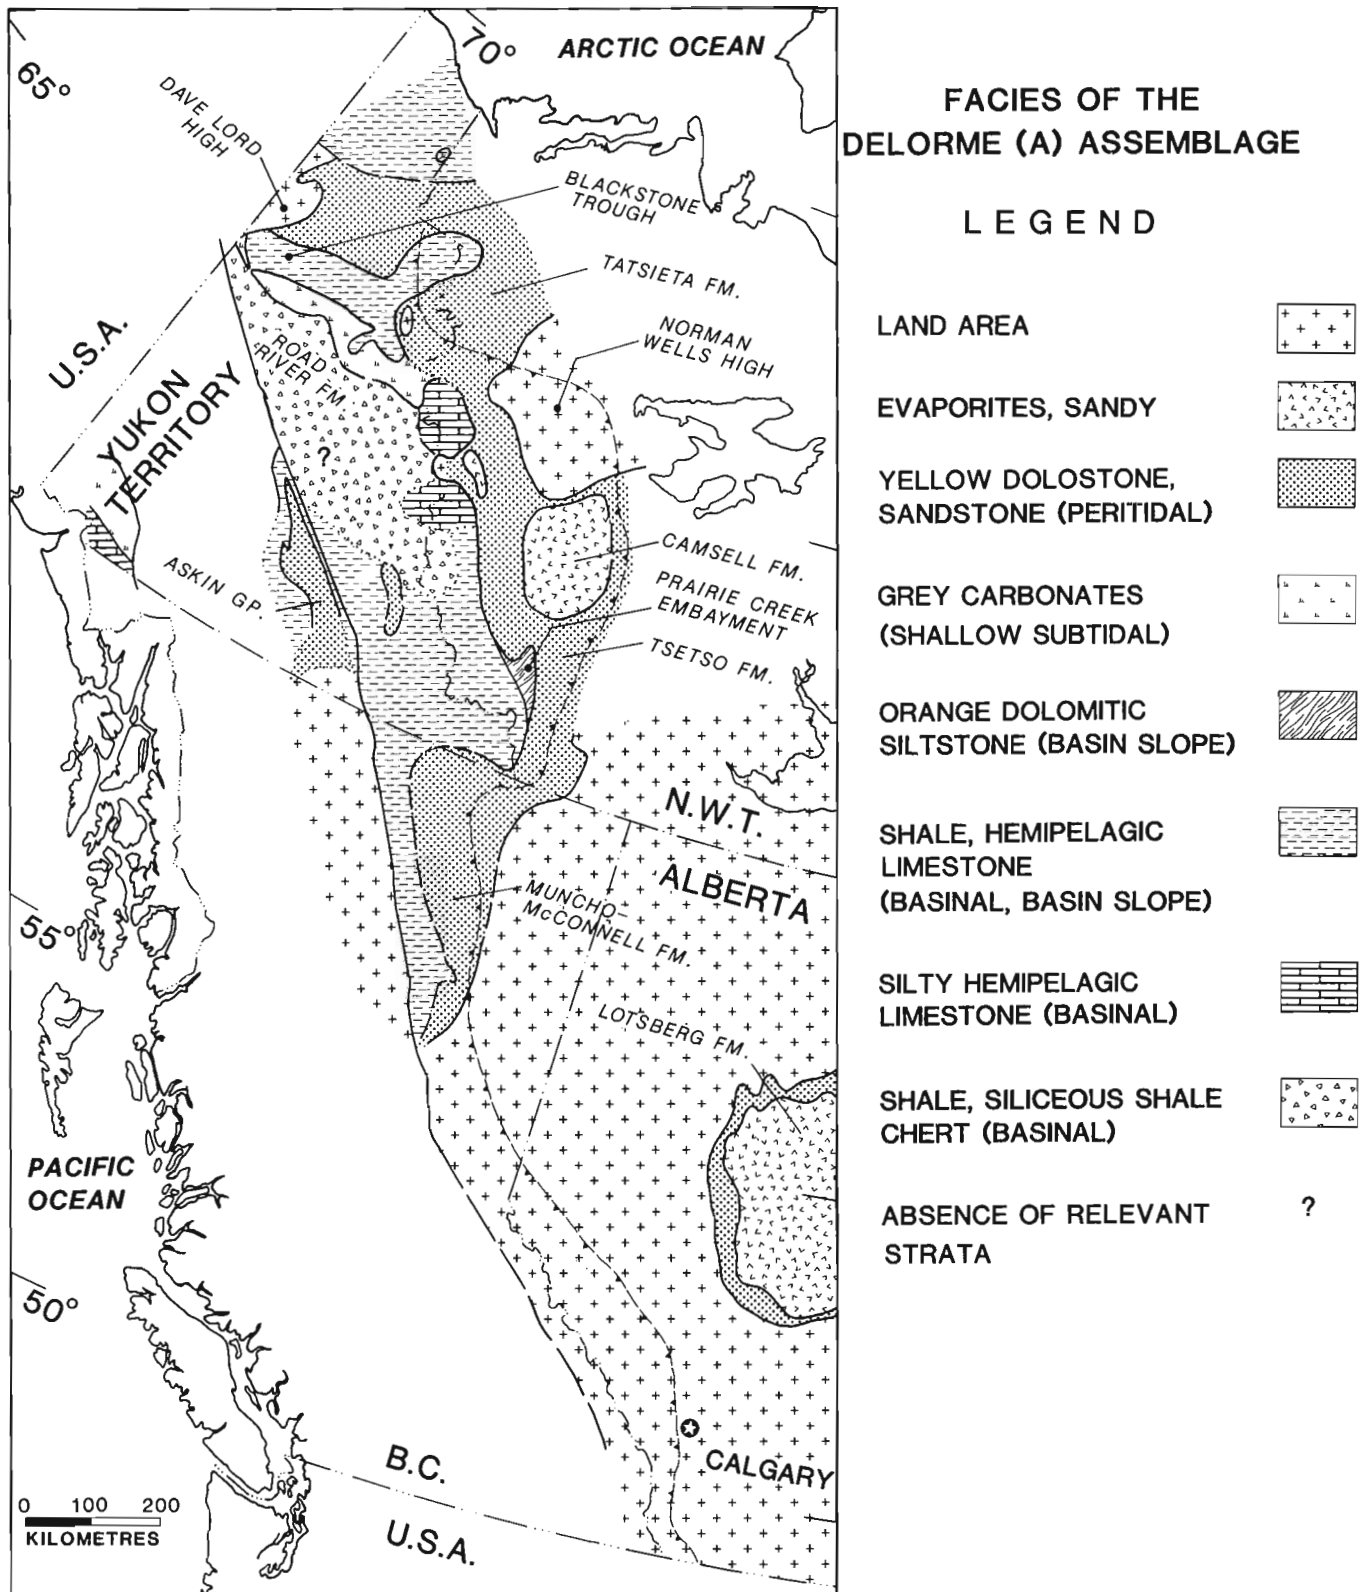 65°
70°
ARCTIC OCEAN
DAVE LORD
HIGH
BLACKSTONE
TROUGH
TATSIETA FM.
NORMAN
WELLS HIGH
U.S.A.
ROAD
RIVER FM.
YUKON
TERRITORY
?
ASKIN GP.
CAMSELL FM.
PRAIRIE CREEK
EMBAYMENT
TSETSO FM.
N.W.T.
ALBERTA
MUNCHO-
McCONNELL FM.
55°
LOTSBERG FM.
PACIFIC
OCEAN
50°
CALGARY
B.C.
U.S.A.
0 100 200
KILOMETRES
FACIES OF THE
DELORME (A) ASSEMBLAGE
LEGEND
LAND AREA
EVAPORITES, SANDY
YELLOW DOLOSTONE,
SANDSTONE (PERITIDAL)
GREY CARBONATES
(SHALLOW SUBTIDAL)
ORANGE DOLOMITIC
SILTSTONE (BASIN SLOPE)
SHALE, HEMIPELAGIC
LIMESTONE
(BASINAL, BASIN SLOPE)
SILTY HEMIPELAGIC
LIMESTONE (BASINAL)
SHALE, SILICEOUS SHALE
CHERT (BASINAL)
ABSENCE OF RELEVANT ?
STRATA